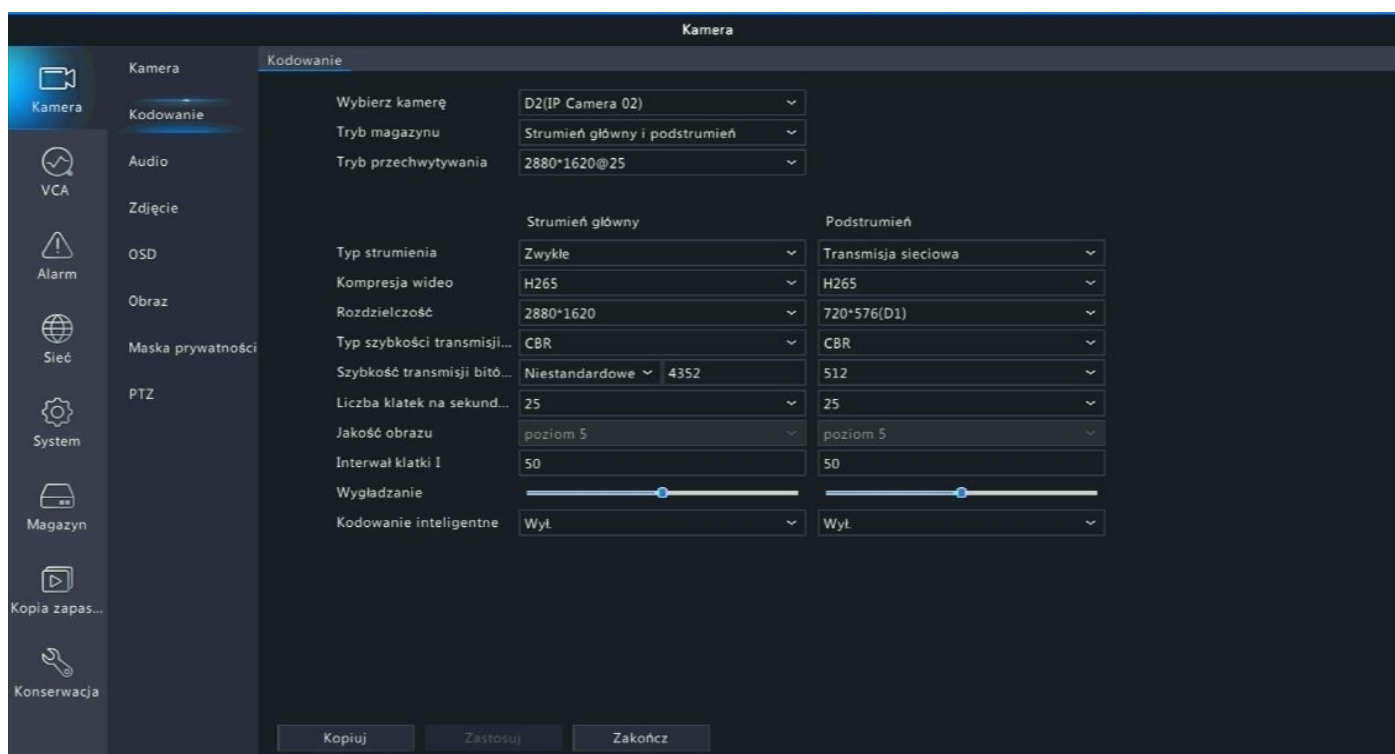 Kamera
Kamera
VCA
Alarm
Sieć
System
Magazyn
Kopia zapas...
Konserwacja
Kamera
Kodowanie
Audio
Zdjęcie
OSD
Obraz
Maska prywatności
PTZ
Kodowanie
Wybierz kamerę D2(IP Camera 02)
Tryb magazynu Strumień główny i podstrumień
Tryb przechwytywania 2880*1620@25
Strumień główny Podstrumień
Typ strumienia Zwykłe Transmisja sieciowa
Kompresja wideo H265 H265
Rozdzielczość 2880*1620 720*576(D1)
Typ szybkości transmisji... CBR CBR
Szybkość transmisji bitó... Niestandardowe 4352 512
Liczba klatek na sekund... 25 25
Jakość obrazu poziom 5 poziom 5
Interwał klatki I 50 50
Wygładzanie
Kodowanie inteligentne Wył. Wył.
Kopiuj Zastosuj Zakończ